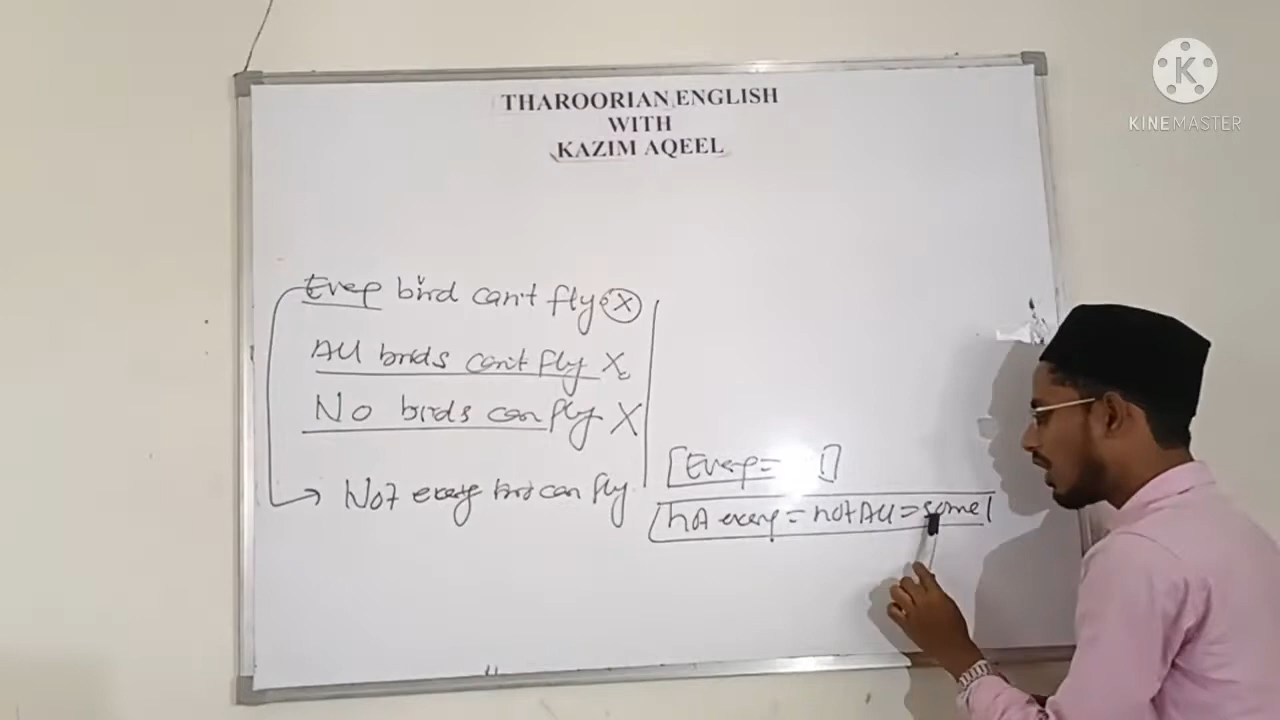 THAROORIAN ENGLISH
WITH
KAZIM AQEEL
Every bird can't fly. X
All birds can't fly X
No birds can fly X
Not every bird can fly
[Every = ]
not every = not All = some
K
KINEMASTER